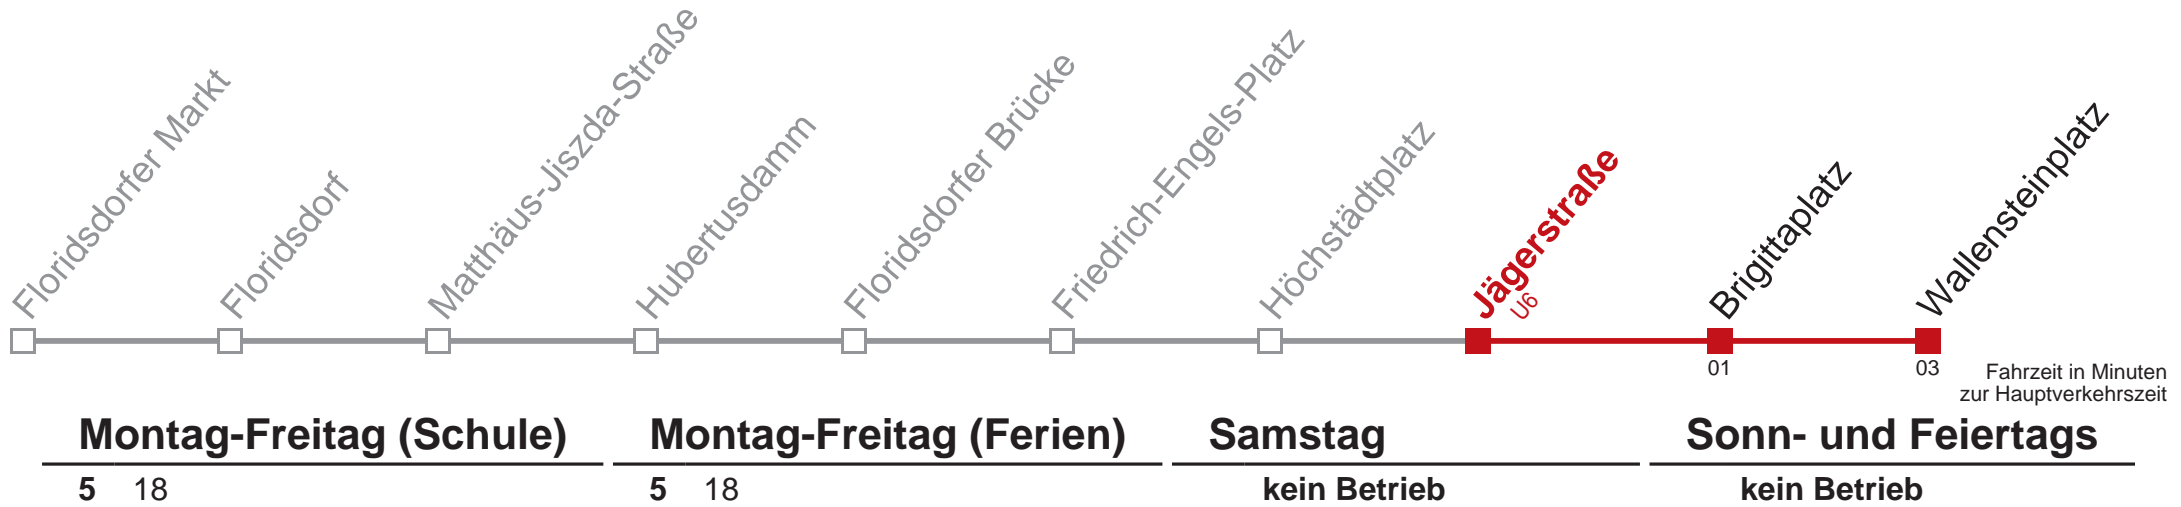 Floridsdorfer Markt
Floridsdorf
Matthäus-Jiszda-Straße
Hubertusdamm
Floridsdorfer Brücke
Friedrich-Engels-Platz
Höchstädtplatz
Jägerstraße
U6
Brigittaplatz
Wallensteinplatz
01
03
Fahrzeit in Minuten
zur Hauptverkehrszeit
Montag-Freitag (Schule)
5 18
Montag-Freitag (Ferien)
5 18
Samstag
kein Betrieb
Sonn- und Feiertags
kein Betrieb